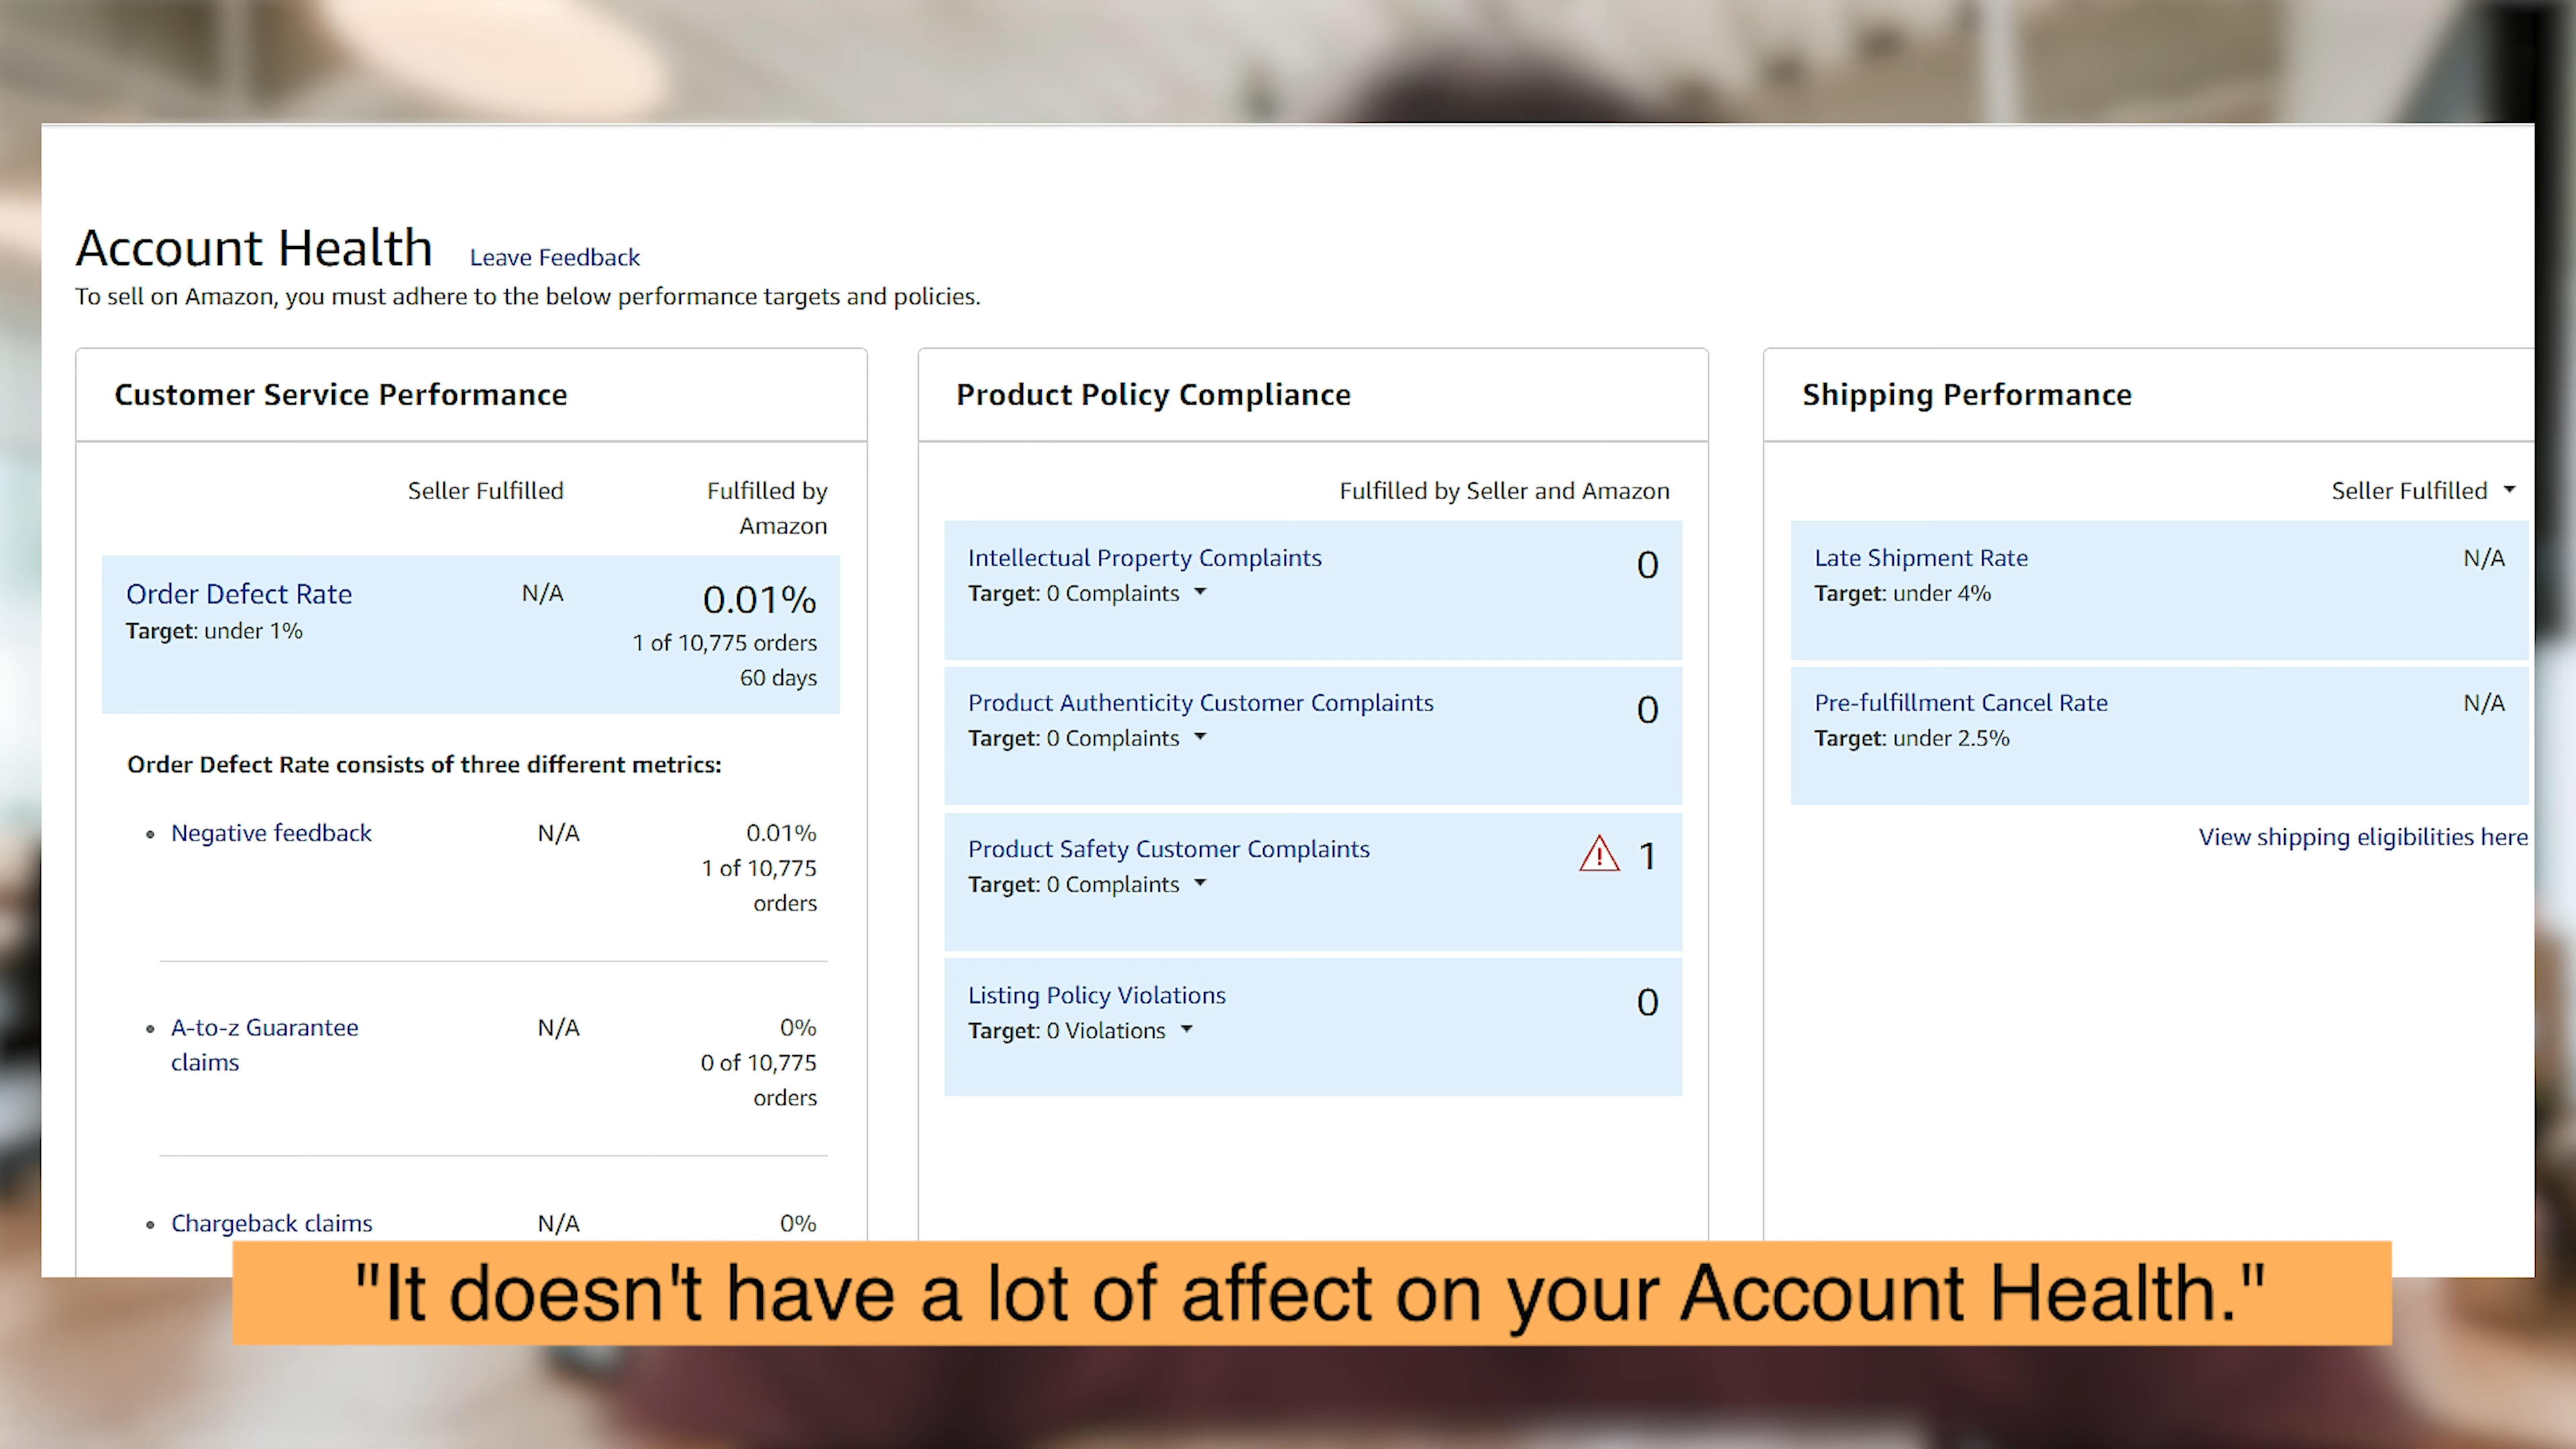 Account Health Leave Feedback
To sell on Amazon, you must adhere to the below performance targets and policies.
Customer Service Performance
Seller Fulfilled Fulfilled by
Amazon
Order Defect Rate N/A 0.01%
Target: under 1% 1 of 10,775 orders
60 days
Order Defect Rate consists of three different metrics:
• Negative feedback N/A 0.01%
1 of 10,775
orders
• A-to-z Guarantee N/A 0%
claims 0 of 10,775
orders
• Chargeback claims N/A 0%
Product Policy Compliance
Fulfilled by Seller and Amazon
Intellectual Property Complaints 0
Target: 0 Complaints
Product Authenticity Customer Complaints 0
Target: 0 Complaints
Product Safety Customer Complaints 1
Target: 0 Complaints
Listing Policy Violations 0
Target: 0 Violations
Shipping Performance
Seller Fulfilled
Late Shipment Rate N/A
Target: under 4%
Pre-fulfillment Cancel Rate N/A
Target: under 2.5%
View shipping eligibilities here
"It doesn't have a lot of affect on your Account Health."